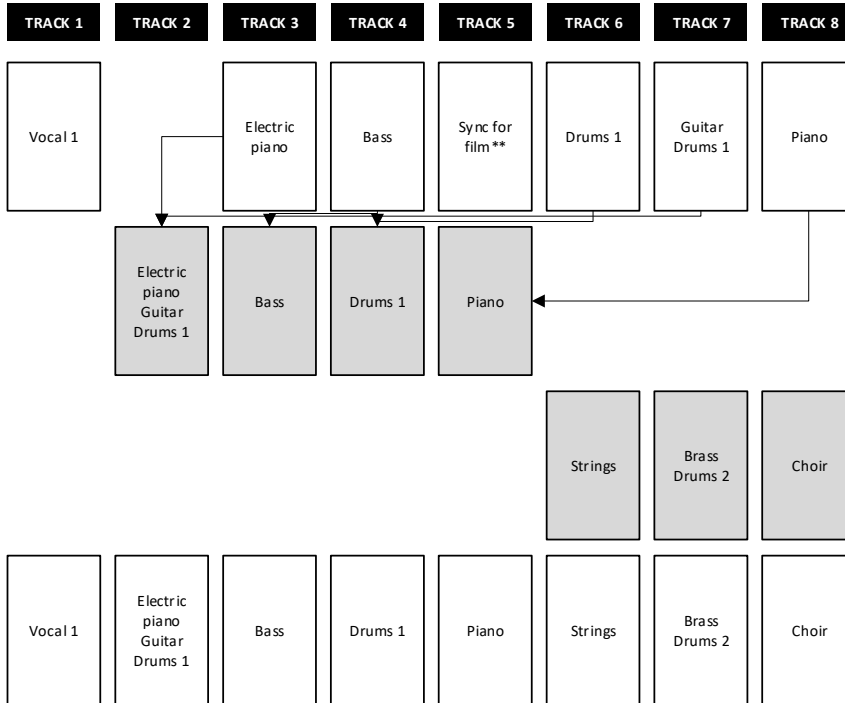 TRACK 1
TRACK 2
TRACK 3
TRACK 4
TRACK 5
TRACK 6
TRACK 7
TRACK 8
Vocal 1
Electric
piano
Bass
Sync for
film**
Drums 1
Guitar
Drums 1
Piano
Electric
piano
Guitar
Drums 1
Bass
Drums 1
Piano
Strings
Brass
Drums 2
Choir
Vocal 1
Electric
piano
Guitar
Drums 1
Bass
Drums 1
Piano
Strings
Brass
Drums 2
Choir